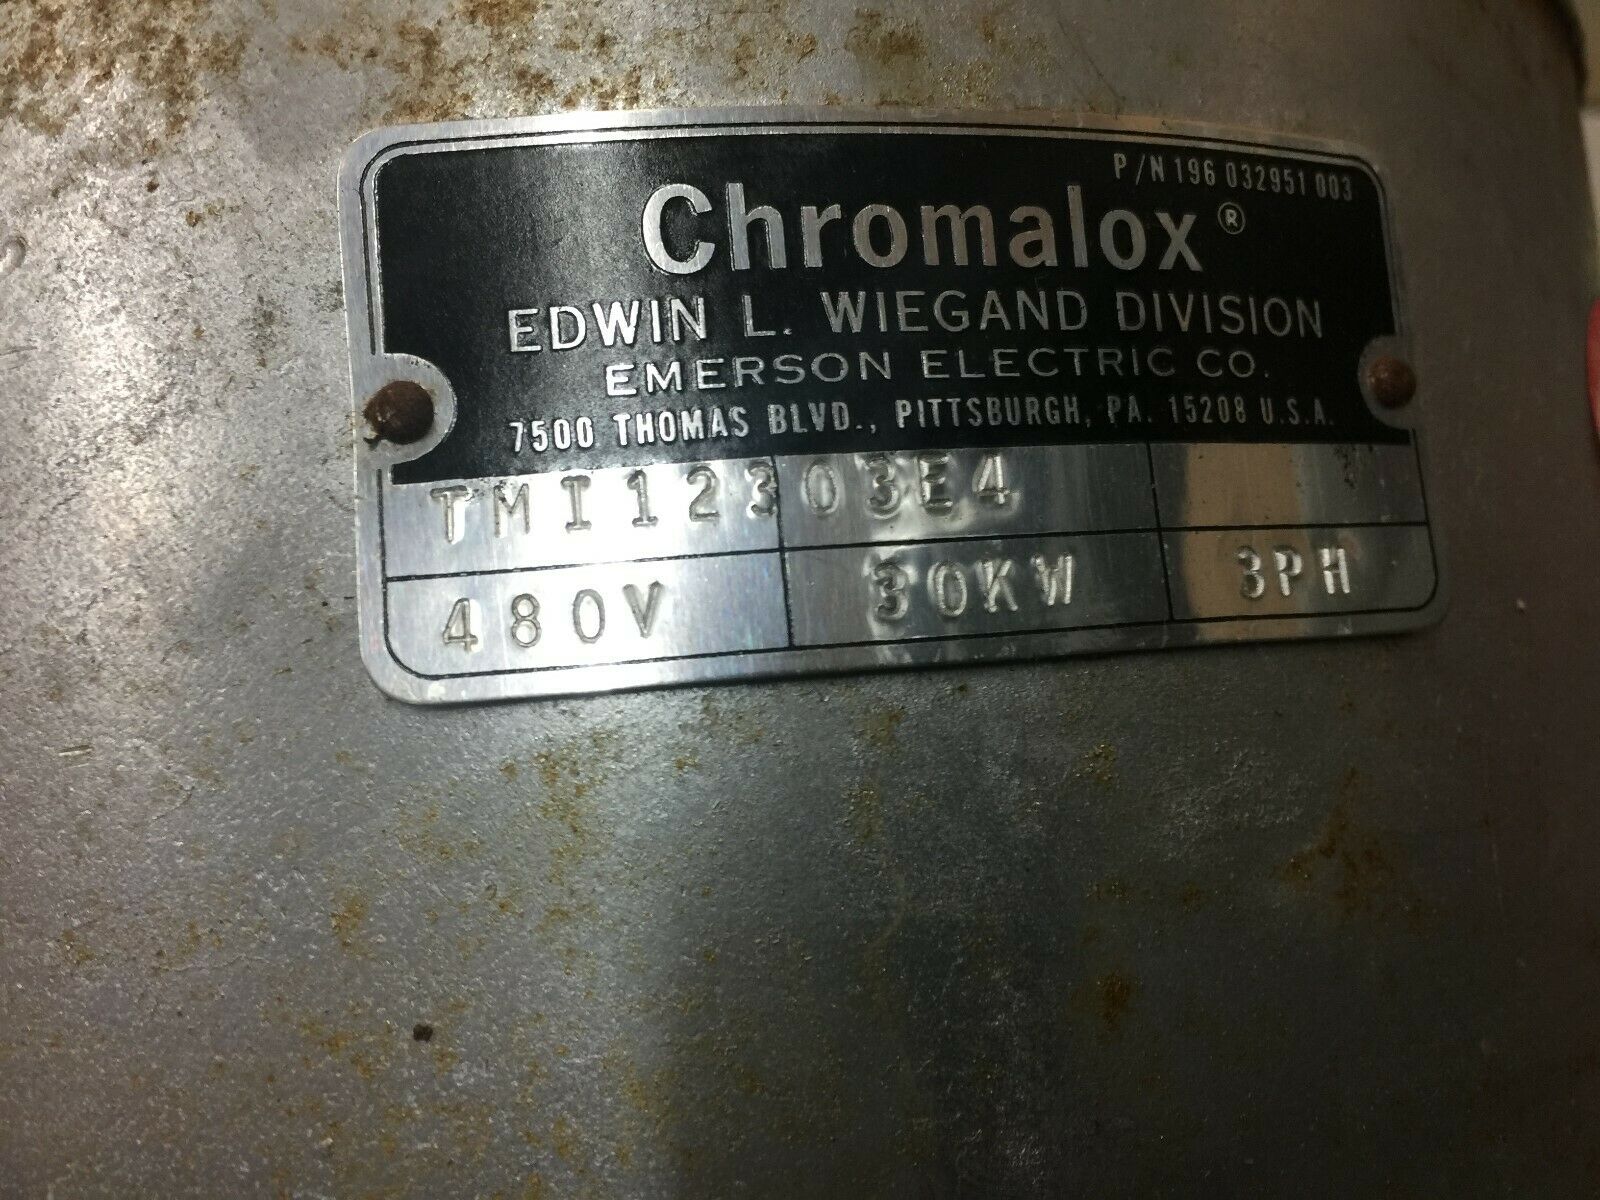 P/N 196 032951 003
Chromalox®
EDWIN L. WIEGAND DIVISION
EMERSON ELECTRIC CO.
7500 THOMAS BLVD., PITTSBURGH, PA. 15208 U.S.A.
TMI12303E4
480V 30KW 3PH